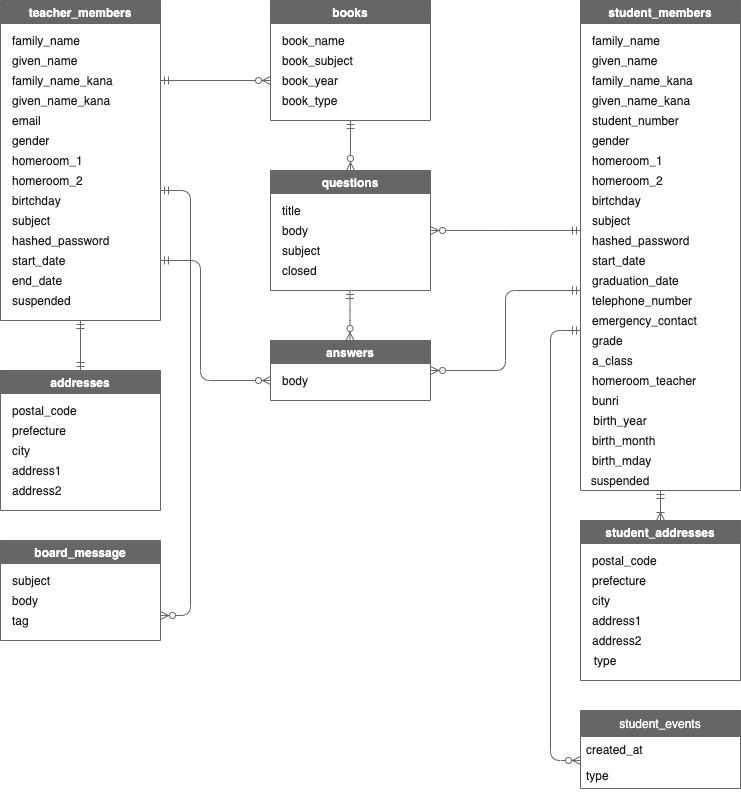 teacher_members
family_name
given_name
family_name_kana
given_name_kana
email
gender
homeroom_1
homeroom_2
birtchday
subject
hashed_password
start_date
end_date
suspended
addresses
postal_code
prefecture
city
address1
address2
board_message
subject
body
tag
books
book_name
book_subject
book_year
book_type
questions
title
body
subject
closed
answers
body
student_members
family_name
given_name
family_name_kana
given_name_kana
student_number
gender
homeroom_1
homeroom_2
birtchday
subject
hashed_password
start_date
graduation_date
telephone_number
emergency_contact
grade
a_class
homeroom_teacher
bunri
birth_year
birth_month
birth_mday
suspended
student_addresses
postal_code
prefecture
city
address1
address2
type
student_events
created_at
type